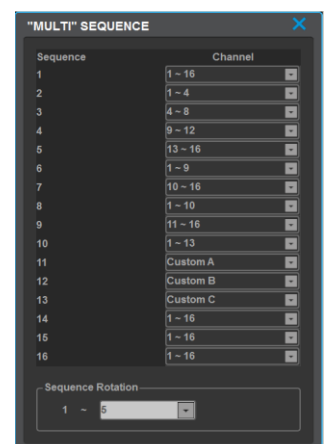 "MULTI" SEQUENCE
Sequence Channel
1 1 ~ 16
2 1 ~ 4
3 4 ~ 8
4 9 ~ 12
5 13 ~ 16
6 1 ~ 9
7 10 ~ 16
8 1 ~ 10
9 11 ~ 16
10 1 ~ 13
11 Custom A
12 Custom B
13 Custom C
14 1 ~ 16
15 1 ~ 16
16 1 ~ 16
Sequence Rotation
1 ~ 5